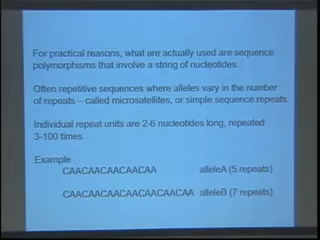 For practical reasons, what are actually used are sequence
polymorphisms that involve a string of nucleotides.
Often repetitive sequences where alleles vary in the number
of repeats – called microsatellites, or simple sequence repeats
Individual repeat units are 2-6 nucleotides long, repeated
3-100 times
Example
CAACAACAACAACAA alleleA (5 repeats)
CAACAACAACAACAACAACAA alleleB (7 repeats)